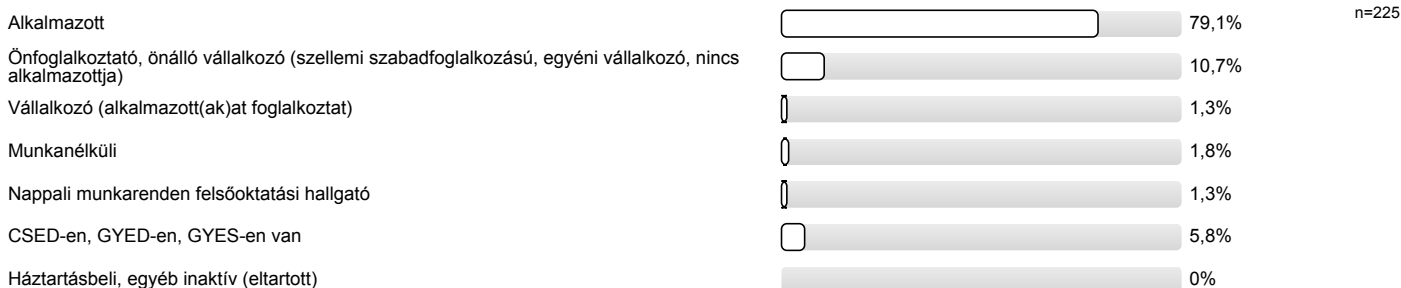 Alkalmazott 79,1% n=225
Önfoglalkoztató, önálló vállalkozó (szellemi szabadfoglalkozású, egyéni vállalkozó, nincs
alkalmazottja) 10,7%
Vállalkozó (alkalmazott(ak)at foglalkoztat) 1,3%
Munkanélküli 1,8%
Nappali munkarenden felsőoktatási hallgató 1,3%
CSED-en, GYED-en, GYES-en van 5,8%
Háztartásbeli, egyéb inaktív (eltartott) 0%